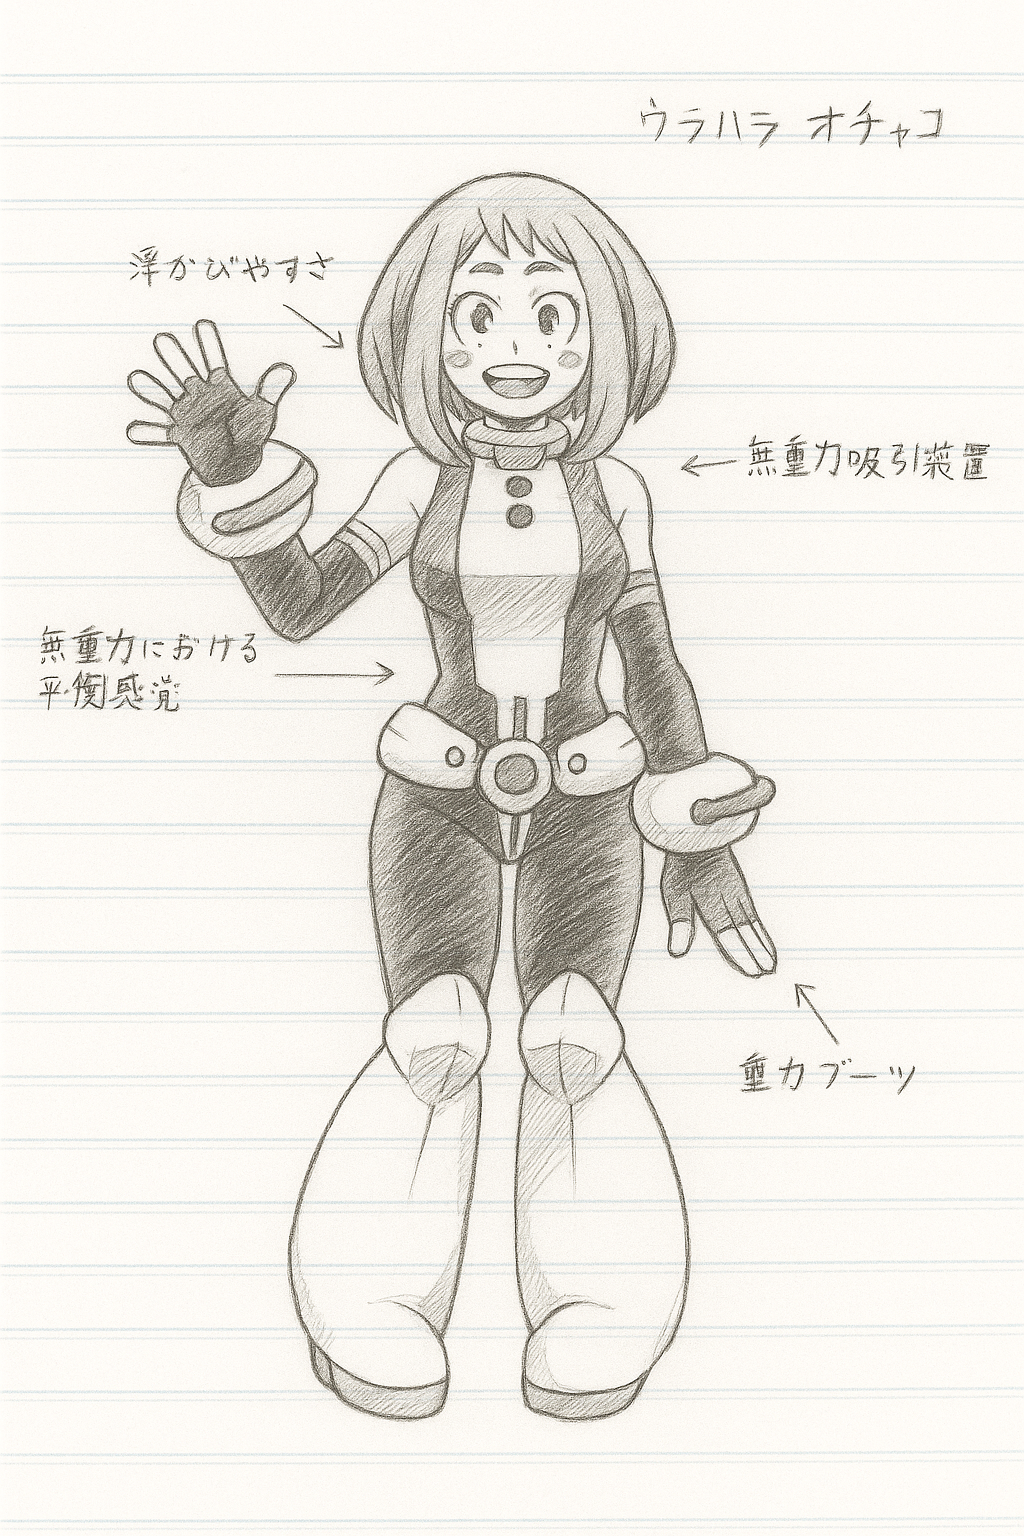 ウラハラ オチャコ
浮かびやすさ
無重力吸引装置
無重力における
平衡感覚
重力ブーツ